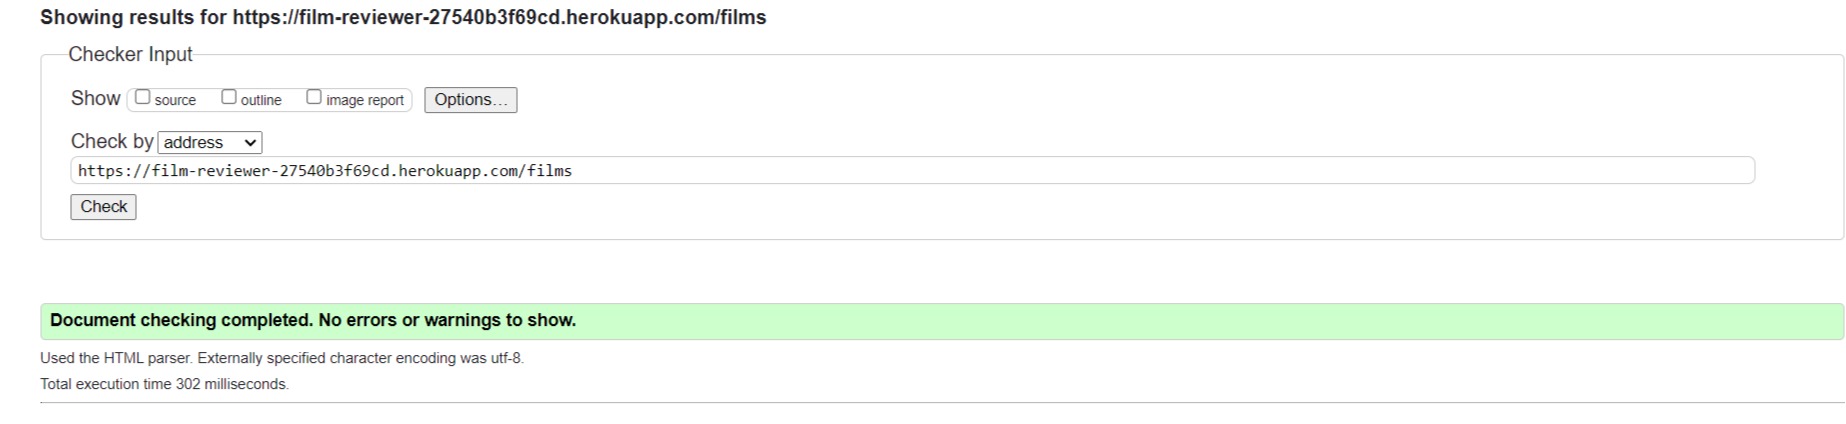 Showing results for https://film-reviewer-27540b3f69cd.herokuapp.com/films
Checker Input
Show source outline image report Options...
Check by address
https://film-reviewer-27540b3f69cd.herokuapp.com/films
Check
Document checking completed. No errors or warnings to show.
Used the HTML parser. Externally specified character encoding was utf-8.
Total execution time 302 milliseconds.